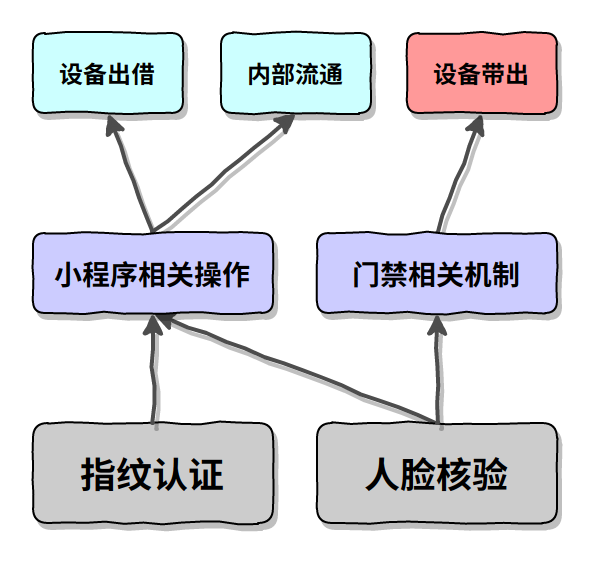 设备出借
内部流通
设备带出
小程序相关操作
门禁相关机制
指纹认证
人脸核验